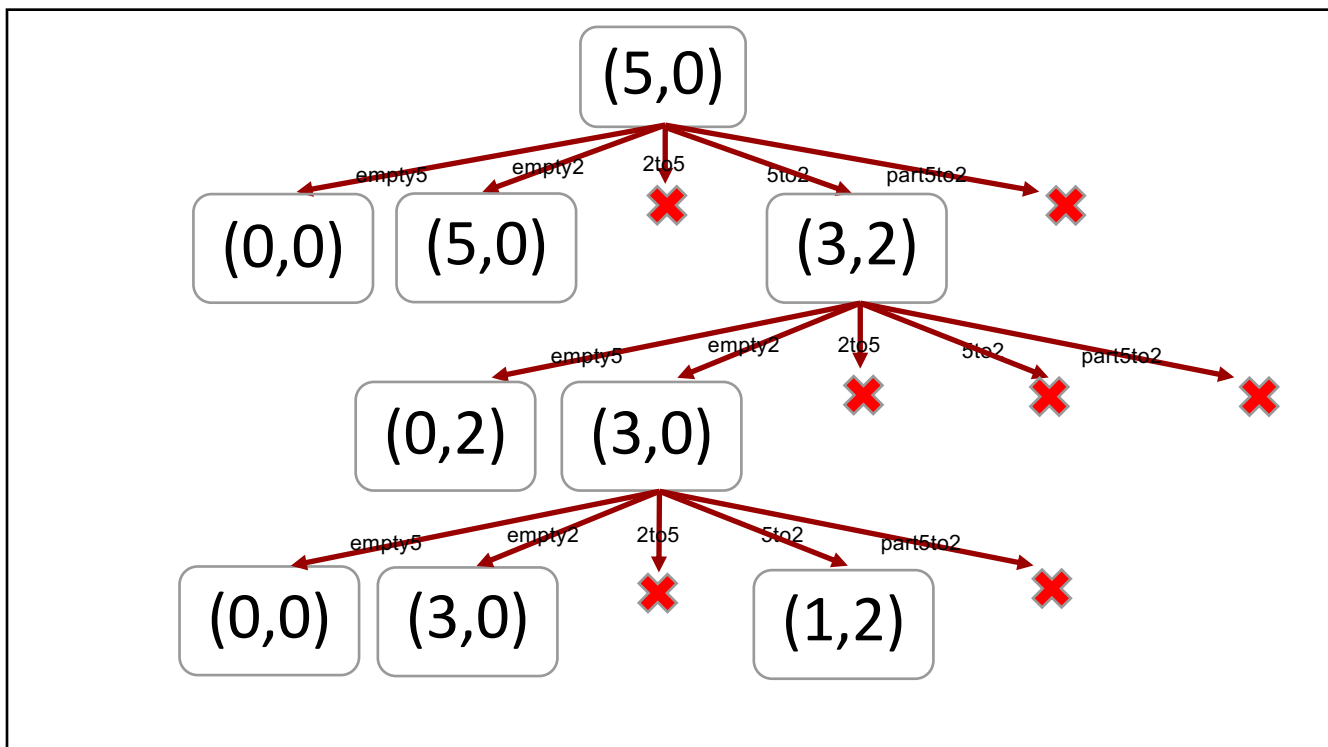 (5,0)
empty5 empty2 2to5 5to2 part5to2
(0,0) (5,0) (3,2)
empty5 empty2 2to5 5to2 part5to2
(0,2) (3,0)
empty5 empty2 2to5 5to2 part5to2
(0,0) (3,0) (1,2)